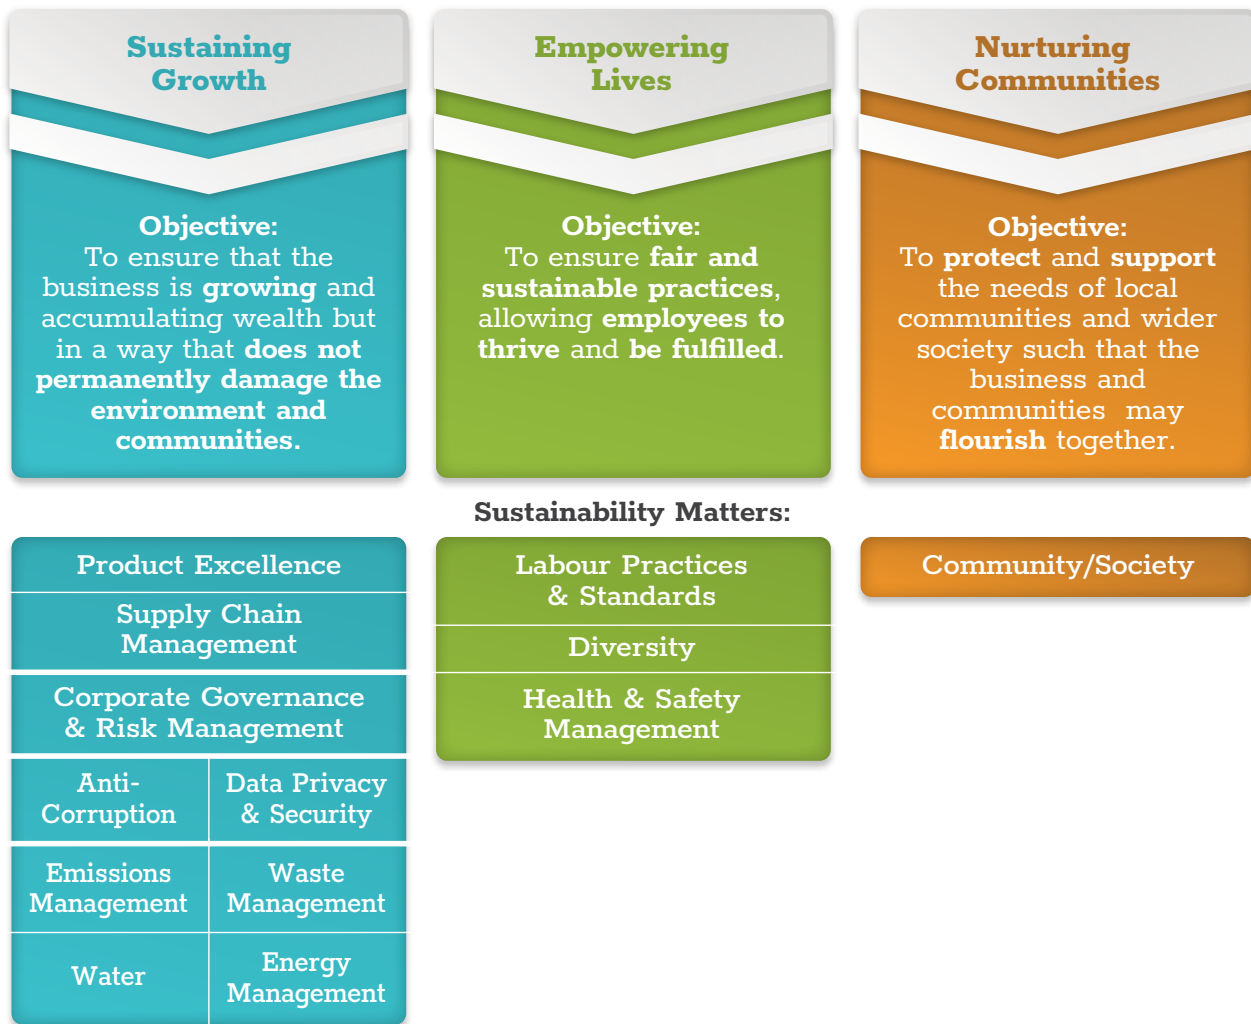 Sustaining
Growth
Objective:
To ensure that the
business is growing and
accumulating wealth but
in a way that does not
permanently damage the
environment and
communities.
Empowering
Lives
Objective:
To ensure fair and
sustainable practices,
allowing employees to
thrive and be fulfilled.
Nurturing
Communities
Objective:
To protect and support
the needs of local
communities and wider
society such that the
business and
communities may
flourish together.
Sustainability Matters:
Product Excellence
Supply Chain
Management
Corporate Governance
& Risk Management
Anti-
Corruption
Data Privacy
& Security
Emissions
Management
Waste
Management
Water
Energy
Management
Labour Practices
& Standards
Diversity
Health & Safety
Management
Community/Society